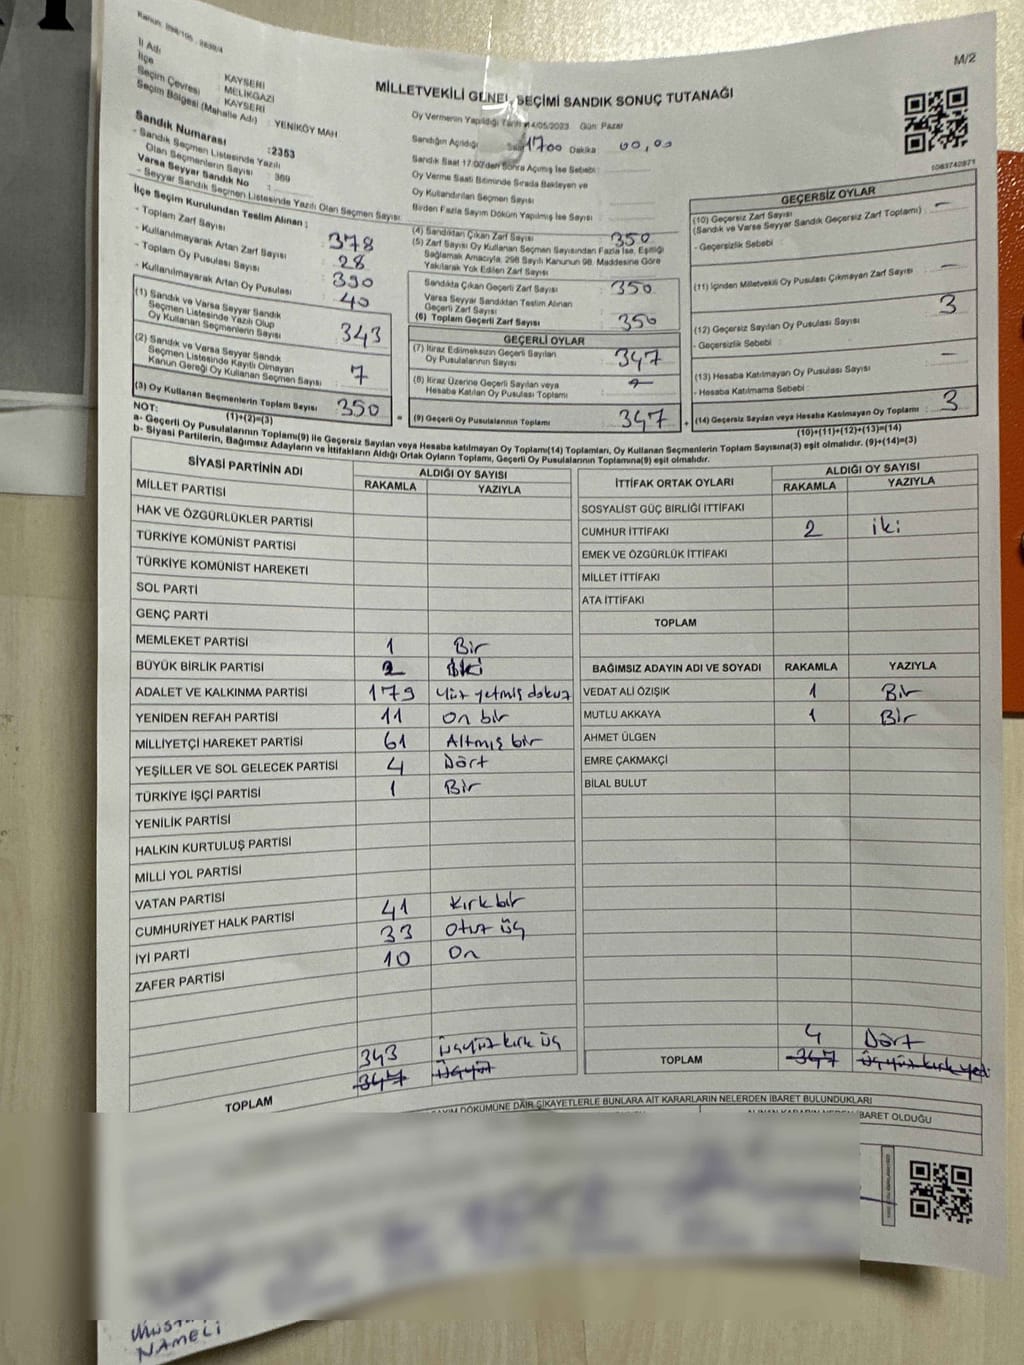 M/2
İl Adı : KAYSERİ
İlçe : MELİKGAZİ
Seçim Çevresi : KAYSERİ
Seçim Bölgesi (Mahalle Adı) : YENİKÖY MAH
MİLLETVEKİLİ GENEL SEÇİMİ SANDIK SONUÇ TUTANAĞI
Oy Vermenin Yapıldığı Tarih 14/05/2023 Gün: Pazar
Sandık Numarası : 2353
- Sandık Seçmen Listesinde Yazılı
Olan Seçmenlerin Sayısı : 369
Varsa Seyyar Sandık No :
- Seyyar Sandık Seçmen Listesinde Yazılı Olan Seçmen Sayısı:
Sandığın Açıldığı Saat 1700 Dakika : 00,00
Sandık Saat 17:00'den Sonra Açılmış İse Sebebi :
Oy Verme Saati Bitiminde Sırada Bekleyen ve
Oy Kullandırılan Seçmen Sayısı :
Birden Fazla Sayım Döküm Yapılmış İse Sayısı :
1083742871
İlçe Seçim Kurulundan Teslim Alınan :
- Toplam Zarf Sayısı : 378
- Kullanılmayarak Artan Zarf Sayısı : 28
- Toplam Oy Pusulası Sayısı : 390
- Kullanılmayarak Artan Oy Pusulası : 40
(1) Sandık ve Varsa Seyyar Sandık
Seçmen Listesinde Yazılı Olup
Oy Kullanan Seçmenlerin Sayısı : 343
(2) Sandık ve Varsa Seyyar Sandık
Seçmen Listesinde Kayıtlı Olmayan
Kanun Gereği Oy Kullanan Seçmen Sayısı : 7
(3) Oy Kullanan Seçmenlerin Toplam Sayısı : 350
(1)+(2)=(3)
(4) Sandıktan Çıkan Zarf Sayısı : 350
(5) Zarf Sayısı Oy Kullanan Seçmen Sayısından Fazla İse, Eşitliği
Sağlamak Amacıyla, 298 Sayılı Kanunun 98. Maddesine Göre
Yakılarak Yok Edilen Zarf Sayısı :
Sandıkta Çıkan Geçerli Zarf Sayısı : 350
Varsa Seyyar Sandıktan Teslim Alınan
Geçerli Zarf Sayısı :
(6) Toplam Geçerli Zarf Sayısı : 350
GEÇERLİ OYLAR
(7) İtiraz Edilmeksizin Geçerli Sayılan
Oy Pusulalarının Sayısı : 347
(8) İtiraz Üzerine Geçerli Sayılan veya
Hesaba Katılan Oy Pusulası Toplamı :
(9) Geçerli Oy Pusulalarının Toplamı : 347
GEÇERSİZ OYLAR
(10) Geçersiz Zarf Sayısı : -
(Sandık ve Varsa Seyyar Sandık Geçersiz Zarf Toplamı)
- Geçersizlik Sebebi :
(11) İçinden Milletvekili Oy Pusulası Çıkmayan Zarf Sayısı : -
(12) Geçersiz Sayılan Oy Pusulası Sayısı : 3
- Geçersizlik Sebebi :
(13) Hesaba Katılmayan Oy Pusulası Sayısı : -
- Hesaba Katılmama Sebebi :
(14) Geçersiz Sayılan veya Hesaba Katılmayan Oy Toplamı : 3
(10)+(11)+(12)+(13)=(14)
NOT:
a- Geçerli Oy Pusulalarının Toplamı(9) ile Geçersiz Sayılan veya Hesaba katılmayan Oy Toplamı(14) Toplamları, Oy Kullanan Seçmenlerin Toplam Sayısına(3) eşit olmalıdır. (9)+(14)=(3)
b- Siyasi Partilerin, Bağımsız Adayların ve İttifakların Aldığı Ortak Oyların Toplamı, Geçerli Oy Pusulalarının Toplamına(9) eşit olmalıdır.
SİYASİ PARTİNİN ADI ALDIĞI OY SAYISI
RAKAMLA YAZIYLA
MİLLET PARTİSİ
HAK VE ÖZGÜRLÜKLER PARTİSİ
TÜRKİYE KOMÜNİST PARTİSİ
TÜRKİYE KOMÜNİST HAREKETİ
SOL PARTİ
GENÇ PARTİ
MEMLEKET PARTİSİ 1 Bir
BÜYÜK BİRLİK PARTİSİ 2 İki
ADALET VE KALKINMA PARTİSİ 179 Yüz yetmiş dokuz
YENİDEN REFAH PARTİSİ 11 On bir
MİLLİYETÇİ HAREKET PARTİSİ 61 Altmış bir
YEŞİLLER VE SOL GELECEK PARTİSİ 4 Dört
TÜRKİYE İŞÇİ PARTİSİ 1 Bir
YENİLİK PARTİSİ
HALKIN KURTULUŞ PARTİSİ
MİLLİ YOL PARTİSİ
VATAN PARTİSİ
CUMHURİYET HALK PARTİSİ 41 Kırk bir
İYİ PARTİ 33 Otuz üç
ZAFER PARTİSİ 10 On
343 Üçyüz kırk üç
TOPLAM 347 Üçyüz
İTTİFAK ORTAK OYLARI ALDIĞI OY SAYISI
RAKAMLA YAZIYLA
SOSYALİST GÜÇ BİRLİĞİ İTTİFAKI
CUMHUR İTTİFAKI 2 iki
EMEK VE ÖZGÜRLÜK İTTİFAKI
MİLLET İTTİFAKI
ATA İTTİFAKI
TOPLAM
BAĞIMSIZ ADAYIN ADI VE SOYADI RAKAMLA YAZIYLA
VEDAT ALİ ÖZIŞIK 1 Bir
MUTLU AKKAYA 1 Bir
AHMET ÜLGEN
EMRE ÇAKMAKÇİ
BİLAL BULUT
4 Dört
TOPLAM 347 Üçyüz kırk yedi
DÖKÜMÜNE DAİR ŞİKAYETLERLE BUNLARA AİT KARARLARIN NELERDEN İBARET BULUNDUKLARI
İBARET OLDUĞU
NAMELİ